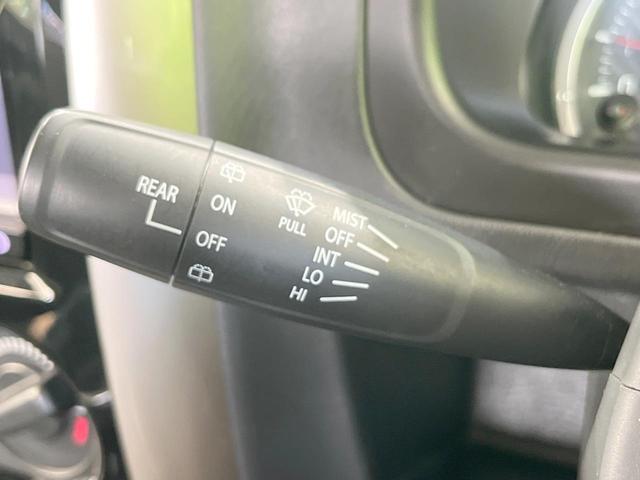 REAR
ON
OFF
PULL
MIST
OFF
INT
LO
HI